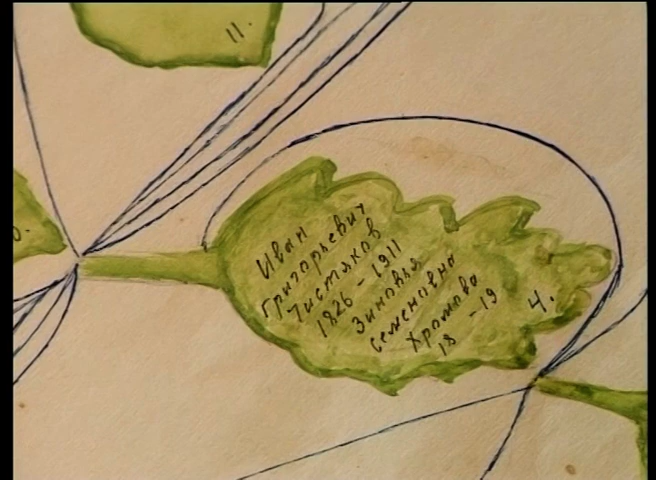 11.
Иван
Григорьевич
Чистяков
1826 - 1911
Зиновья
Семеновна
Хромова
18 -19
4.